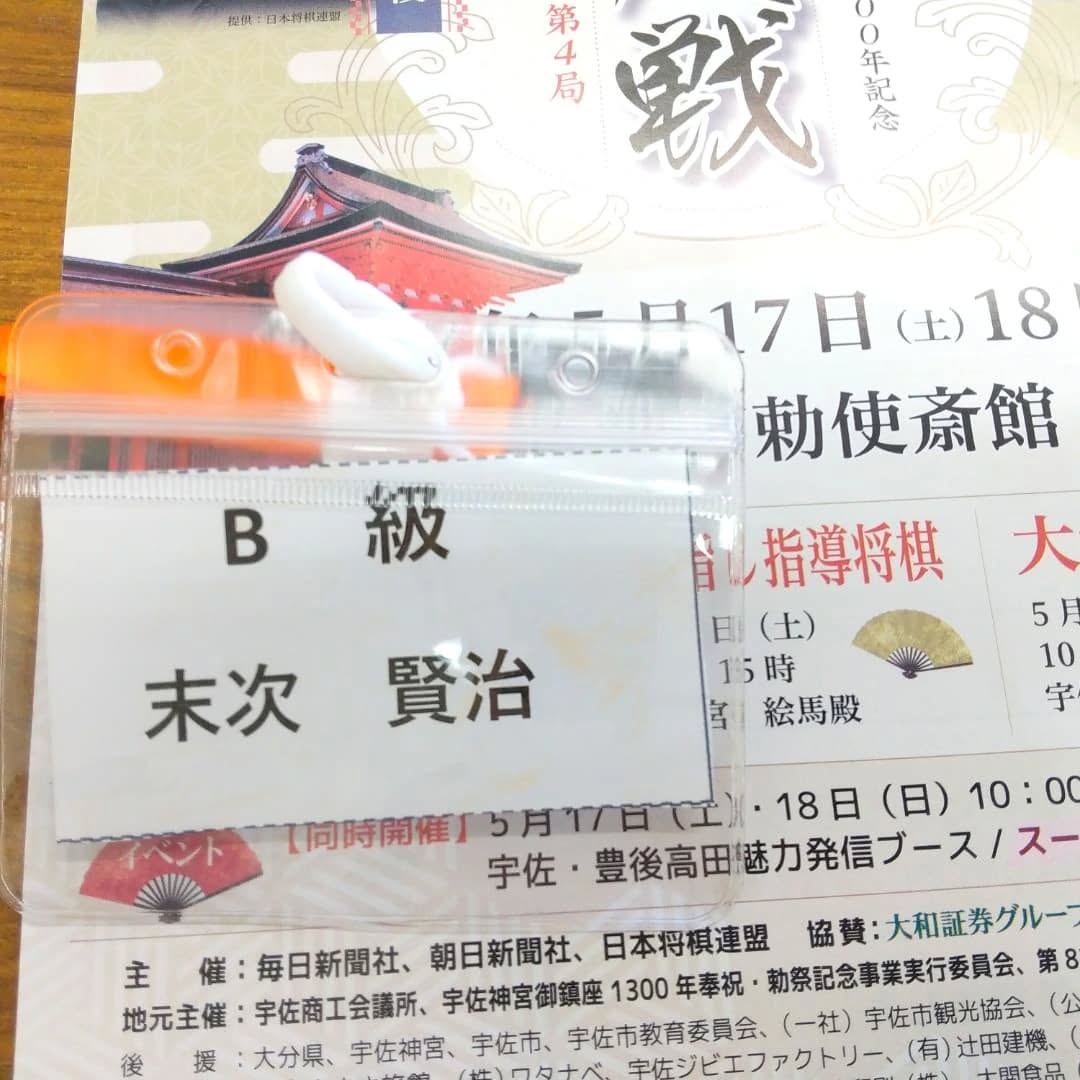 提供：日本将棋連盟
第4局
戦
00年記念
5月17日（土）18
勅使斎館
B 級
末次 賢治
し指導将棋
大
日（土）
15時
宮 絵馬殿
5月
10
宇
イベント
【同時開催】5月17日（土）・18日（日）10：00
宇佐・豊後高田魅力発信ブース / スー
主 催：毎日新聞社、朝日新聞社、日本将棋連盟 協賛：大和証券グループ
地元主催：宇佐商工会議所、宇佐神宮御鎮座1300年奉祝・勅祭記念事業実行委員会、第8
後 援：大分県、宇佐神宮、宇佐市、宇佐市教育委員会、（一社）宇佐市観光協会、（公
（株）ワタナベ、宇佐ジビエファクトリー、（有）辻田建機、（